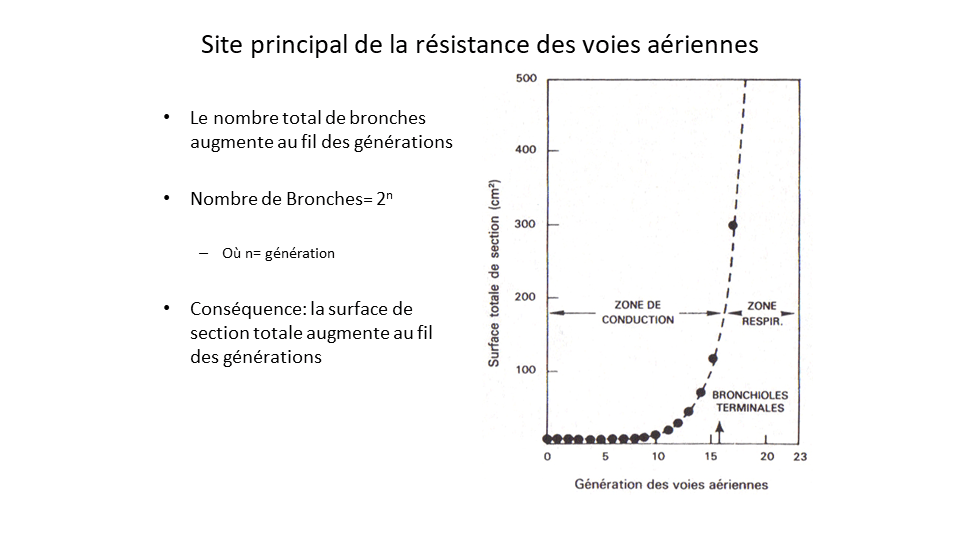 Site principal de la résistance des voies aériennes
• Le nombre total de bronches
augmente au fil des générations
• Nombre de Bronches= 2ⁿ
– Où n= génération
• Conséquence: la surface de
section totale augmente au fil
des générations
500
400
300
200
100
Surface totale de section (cm²)
ZONE DE
CONDUCTION
ZONE
RESPIR.
BRONCHIOLES
TERMINALES
0 5 10 15 20 23
Génération des voies aériennes